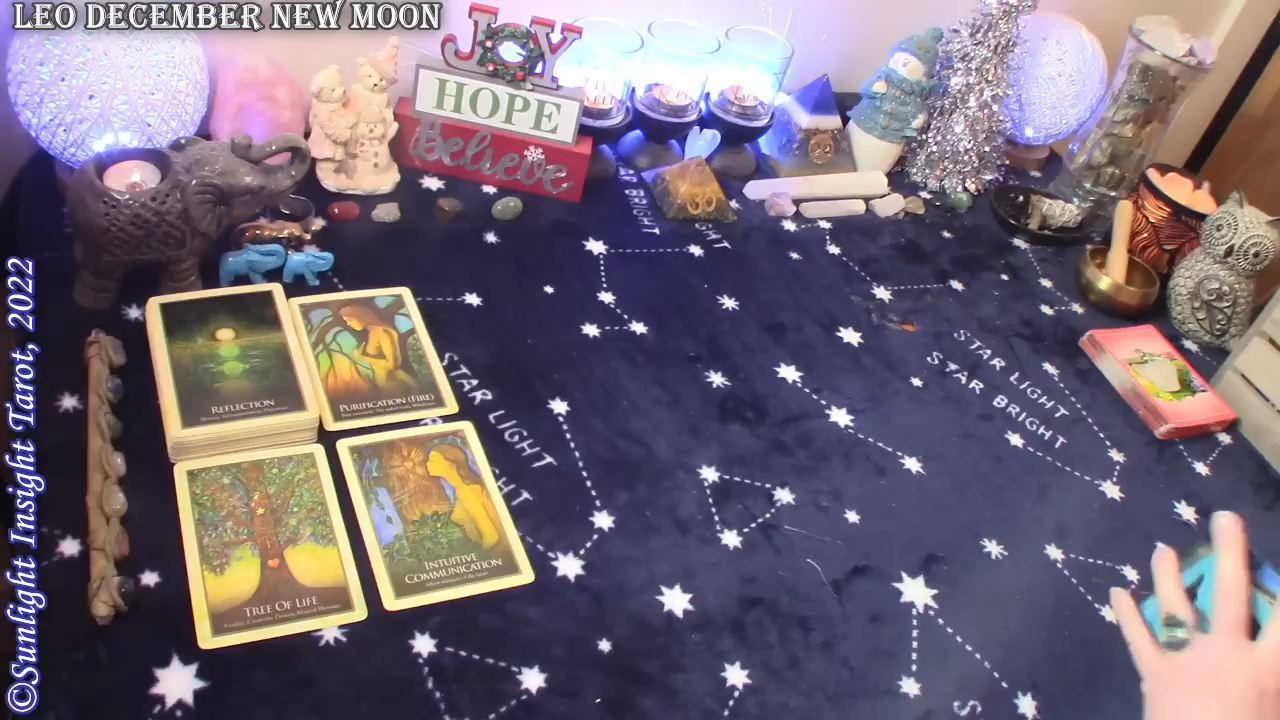 LEO DECEMBER NEW MOON
JOY
HOPE
Believe
BRIGHT
STAR LIGHT
STAR BRIGHT
REFLECTION
PURIFICATION (FIRE)
STAR LIGHT
TREE OF LIFE
INTUITIVE
COMMUNICATION
©Sunlight Insight Tarot, 2022